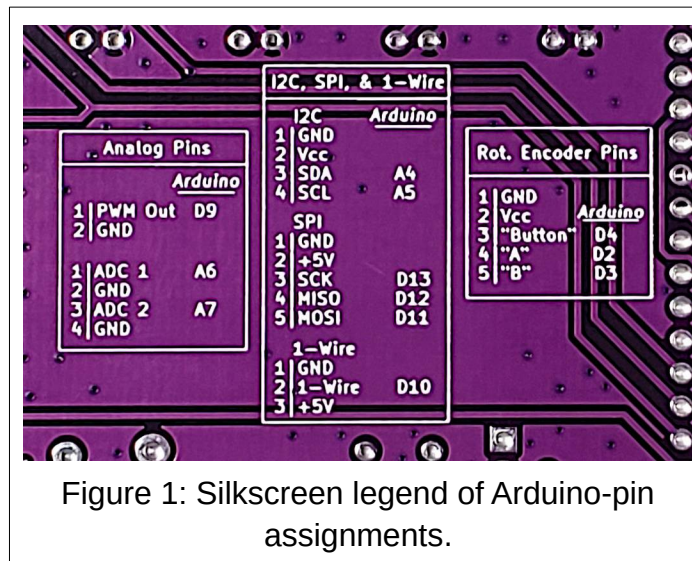 Analog Pins
Arduino
1 PWM Out D9
2 GND
1 ADC 1 A6
2 GND
3 ADC 2 A7
4 GND
I2C, SPI, & 1-Wire
I2C Arduino
1 GND
2 Vcc
3 SDA A4
4 SCL A5
SPI
1 GND
2 +5V
3 SCK D13
4 MISO D12
5 MOSI D11
1-Wire
1 GND
2 1-Wire D10
3 +5V
Rot. Encoder Pins
1 GND
2 Vcc Arduino
3 "Button" D4
4 "A" D2
5 "B" D3
Figure 1: Silkscreen legend of Arduino-pin
assignments.